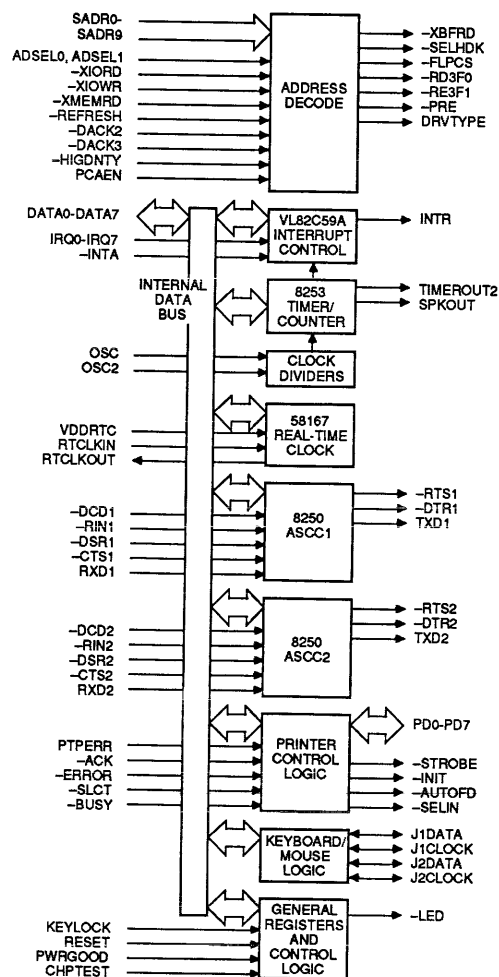 SADR0-
SADR9
ADSEL0, ADSEL1
-XIORD
-XIOWR
-XMEMRD
-REFRESH
-DACK2
-DACK3
-HIGDNTY
PCAEN
ADDRESS
DECODE
-XBFRD
-SELHDK
-FLPCS
-RD3F0
-RE3F1
-PRE
DRVTYPE
DATA0-DATA7
IRQ0-IRQ7
-INTA
INTERNAL
DATA
BUS
VL82C59A
INTERRUPT
CONTROL
INTR
8253
TIMER/
COUNTER
TIMEROUT2
SPKOUT
OSC
OSC2
CLOCK
DIVIDERS
VDDRTC
RTCLKIN
RTCLKOUT
58167
REAL-TIME
CLOCK
-DCD1
-RIN1
-DSR1
-CTS1
RXD1
8250
ASCC1
-RTS1
-DTR1
TXD1
-DCD2
-RIN2
-DSR2
-CTS2
RXD2
8250
ASCC2
-RTS2
-DTR2
TXD2
PTPERR
-ACK
-ERROR
-SLCT
-BUSY
PRINTER
CONTROL
LOGIC
PD0-PD7
-STROBE
-INIT
-AUTOFD
-SELIN
KEYBOARD/
MOUSE
LOGIC
J1DATA
J1CLOCK
J2DATA
J2CLOCK
KEYLOCK
RESET
PWRGOOD
CHPTEST
GENERAL
REGISTERS
AND
CONTROL
LOGIC
-LED